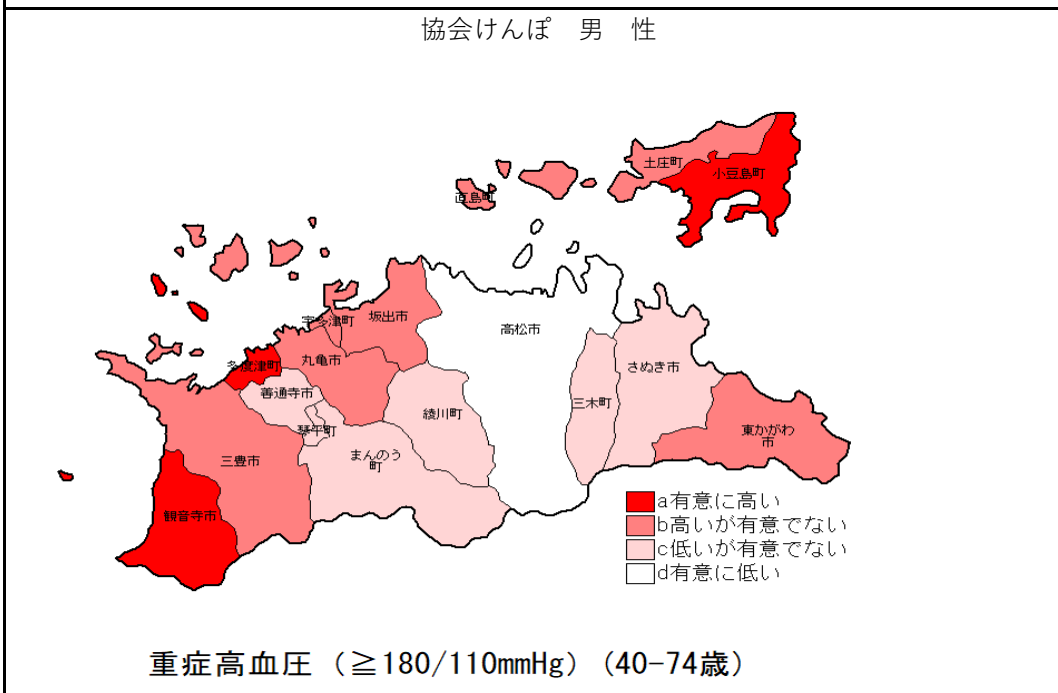 協会けんぽ　男　性
土庄町
小豆島町
直島町
宇多津町
坂出市
高松市
多度津町
丸亀市
さぬき市
善通寺市
綾川町
三木町
琴平町
東かがわ
市
三豊市
まんのう
町
観音寺市
a有意に高い
b高いが有意でない
c低いが有意でない
d有意に低い
重症高血圧（≧180/110mmHg）（40-74歳）